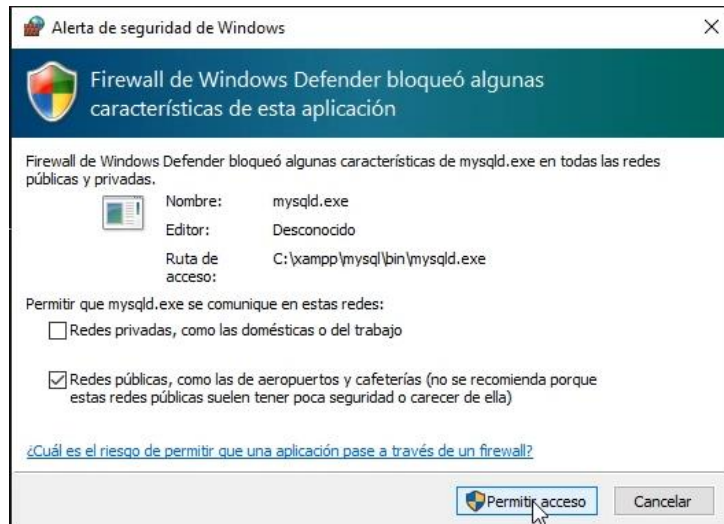 Alerta de seguridad de Windows
Firewall de Windows Defender bloqueó algunas
características de esta aplicación
Firewall de Windows Defender bloqueó algunas características de mysqld.exe en todas las redes
públicas y privadas.
Nombre: mysqld.exe
Editor: Desconocido
Ruta de C:\xampp\mysql\bin\mysqld.exe
acceso:
Permitir que mysqld.exe se comunique en estas redes:
Redes privadas, como las domésticas o del trabajo
Redes públicas, como las de aeropuertos y cafeterías (no se recomienda porque
estas redes públicas suelen tener poca seguridad o carecer de ella)
¿Cuál es el riesgo de permitir que una aplicación pase a través de un firewall?
Permitir acceso Cancelar